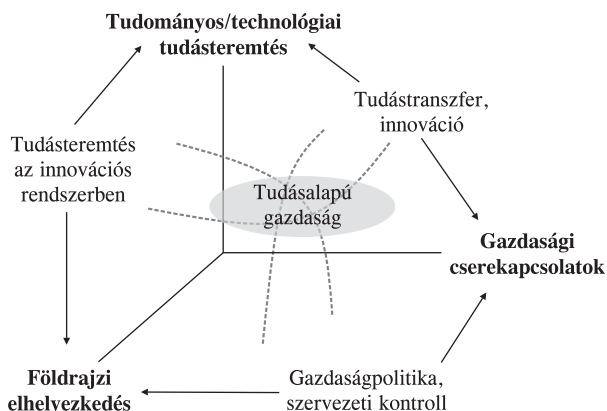 Tudományos/technológiai
tudásteremtés
Tudástranszfer,
innováció
Tudásteremtés
az innovációs
rendszerben
Tudásalapú
gazdaság
Gazdasági
cserekapcsolatok
Földrajzi
elhelyezkedés
Gazdaságpolitika,
szervezeti kontroll